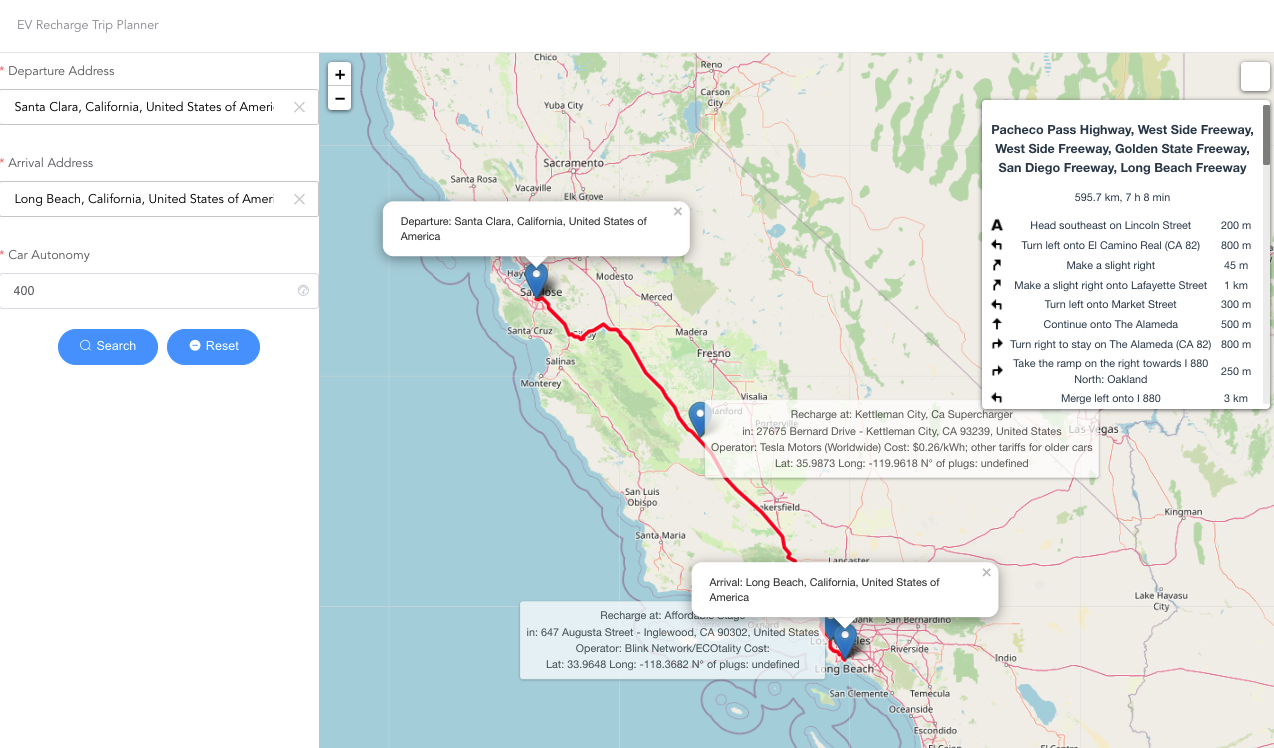 EV Recharge Trip Planner
* Departure Address
Santa Clara, California, United States of Ameri
* Arrival Address
Long Beach, California, United States of Amer
* Car Autonomy
400
Search
Reset
+
−
Chico
Reno
Carson
City
Yuba City
Sacramento
Santa Rosa
Vacaville
Elk Grove
Departure: Santa Clara, California, United States of
America
×
Modesto
Merced
Santa Cruz
Madera
Salinas
Fresno
Monterey
Visalia
Hanford
Porterville
Recharge at: Kettleman City, Ca Supercharger
in: 27675 Bernard Drive - Kettleman City, CA 93239, United States
Operator: Tesla Motors (Worldwide) Cost: $0.26/kWh; other tariffs for older cars
Lat: 35.9873 Long: -119.9618 N° of plugs: undefined
Las Vegas
San Luis
Obispo
kersfield
Kingman
Santa Maria
Lancaster
Arrival: Long Beach, California, United States of
America
×
Lake Havasu
City
Recharge at: Affordable Stage
in: 647 Augusta Street - Inglewood, CA 90302, United States
Operator: Blink Network/ECOtality Cost:
Lat: 33.9648 Long: -118.3682 N° of plugs: undefined
Oxnard
San Bernardino
Riverside
Long Beach
Indio
San Clemente
Temecula
Oceanside
Escondido
El Cajon
El Centro
Pacheco Pass Highway, West Side Freeway,
West Side Freeway, Golden State Freeway,
San Diego Freeway, Long Beach Freeway
595.7 km, 7 h 8 min
Head southeast on Lincoln Street 200 m
Turn left onto El Camino Real (CA 82) 800 m
Make a slight right 45 m
Make a slight right onto Lafayette Street 1 km
Turn left onto Market Street 300 m
Continue onto The Alameda 500 m
Turn right to stay on The Alameda (CA 82) 800 m
Take the ramp on the right towards I 880
North: Oakland 250 m
Merge left onto I 880 3 km